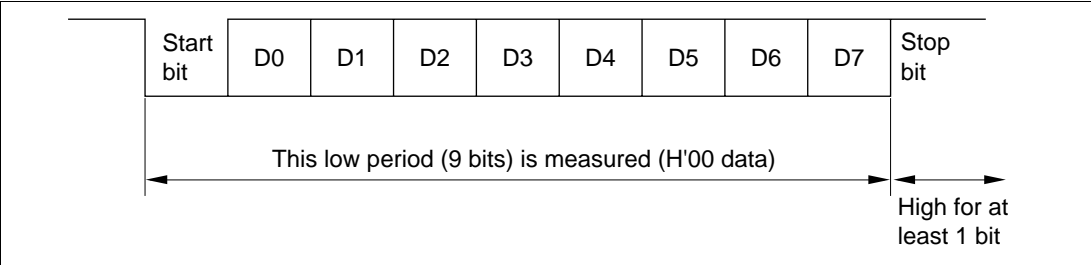 Start
bit
D0
D1
D2
D3
D4
D5
D6
D7
Stop
bit
This low period (9 bits) is measured (H'00 data)
High for at
least 1 bit